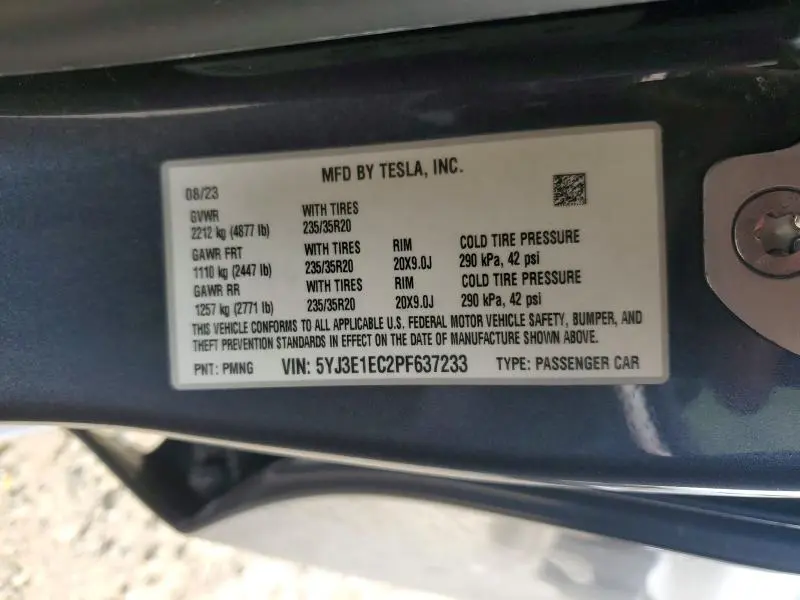 MFD BY TESLA, INC.
08/23
GVWR WITH TIRES
2212 kg (4877 lb) 235/35R20
GAWR FRT WITH TIRES RIM COLD TIRE PRESSURE
1110 kg (2447 lb) 235/35R20 20X9.0J 290 kPa, 42 psi
GAWR RR WITH TIRES RIM COLD TIRE PRESSURE
1257 kg (2771 lb) 235/35R20 20X9.0J 290 kPa, 42 psi
THIS VEHICLE CONFORMS TO ALL APPLICABLE U.S. FEDERAL MOTOR VEHICLE SAFETY, BUMPER, AND
THEFT PREVENTION STANDARDS IN EFFECT ON THE DATE OF MANUFACTURE SHOWN ABOVE.
PNT: PMNG VIN: 5YJ3E1EC2PF637233 TYPE: PASSENGER CAR